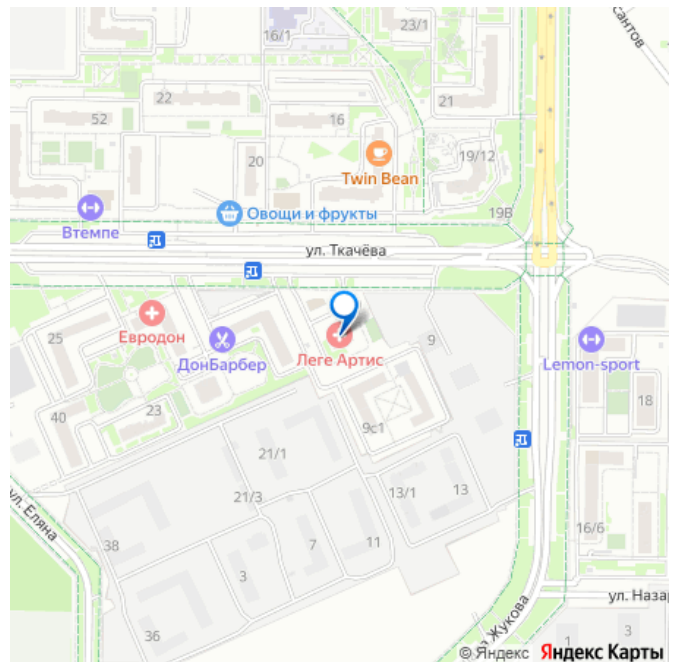 сантов
23/1
16/1
22
21
52
16
20
19/12
Twin Bean
19В
Втемпе
Овощи и фрукты
ул. Ткачёва
25
Евродон
ДонБарбер
Леге Артис
9
Lemon-sport
18
40
23
9с1
21/1
21/3
13/1
13
ул. Еляна
16/6
38
7
11
3
ул. Назар
а Жукова
36
1
3
© Яндекс Яндекс Карты